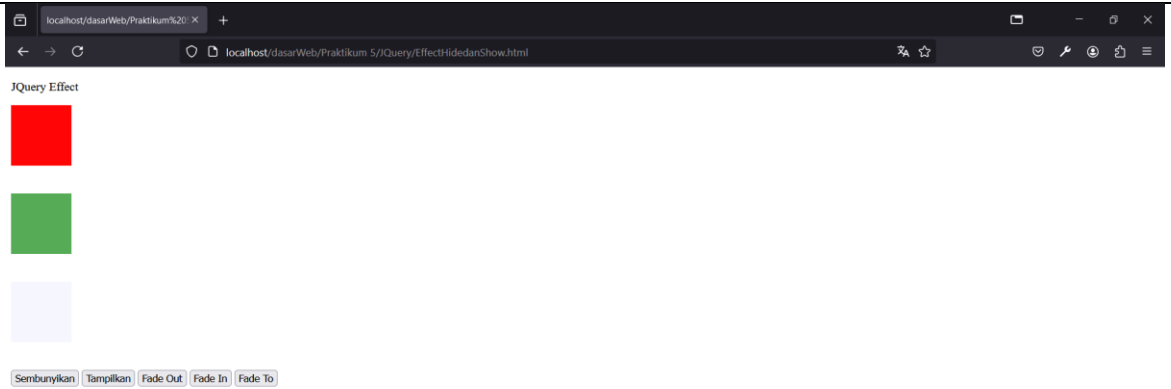 localhost/dasarWeb/Praktikum%205
localhost/dasarWeb/Praktikum 5/JQuery/EffectHidedanShow.html
JQuery Effect
Sembunyikan Tampilkan Fade Out Fade In Fade To